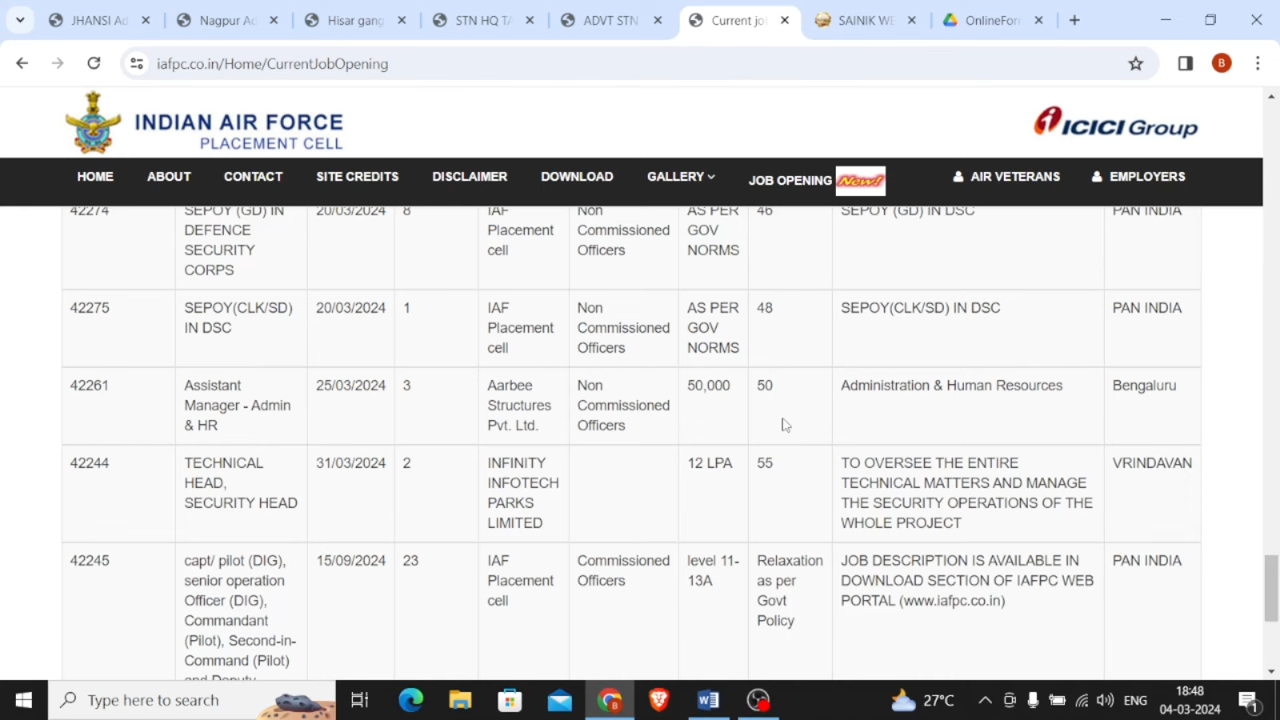 JHANSI Ad
Nagpur Ad
Hisar gang
STN HQ TA
ADVT STN
Current jo
SAINIK WE
OnlineFor
iafpc.co.in/Home/CurrentJobOpening
B
INDIAN AIR FORCE
PLACEMENT CELL
ICICI Group
HOME
ABOUT
CONTACT
SITE CREDITS
DISCLAIMER
DOWNLOAD
GALLERY
JOB OPENING
New!
AIR VETERANS
EMPLOYERS
42274
SEPOY (GD) IN
DEFENCE
SECURITY
CORPS
20/03/2024
8
IAF
Placement
cell
Non
Commissioned
Officers
AS PER
GOV
NORMS
46
SEPOY (GD) IN DSC
PAN INDIA
42275
SEPOY(CLK/SD)
IN DSC
20/03/2024
1
IAF
Placement
cell
Non
Commissioned
Officers
AS PER
GOV
NORMS
48
SEPOY(CLK/SD) IN DSC
PAN INDIA
42261
Assistant
Manager - Admin
& HR
25/03/2024
3
Aarbee
Structures
Pvt. Ltd.
Non
Commissioned
Officers
50,000
50
Administration & Human Resources
Bengaluru
42244
TECHNICAL
HEAD,
SECURITY HEAD
31/03/2024
2
INFINITY
INFOTECH
PARKS
LIMITED
12 LPA
55
TO OVERSEE THE ENTIRE
TECHNICAL MATTERS AND MANAGE
THE SECURITY OPERATIONS OF THE
WHOLE PROJECT
VRINDAVAN
42245
capt/ pilot (DIG),
senior operation
Officer (DIG),
Commandant
(Pilot), Second-in-
Command (Pilot)
and Deputy
15/09/2024
23
IAF
Placement
cell
Commissioned
Officers
level 11-
13A
Relaxation
as per
Govt
Policy
JOB DESCRIPTION IS AVAILABLE IN
DOWNLOAD SECTION OF IAFPC WEB
PORTAL (www.iafpc.co.in)
PAN INDIA
Type here to search
27°C
ENG
18:48
04-03-2024
1